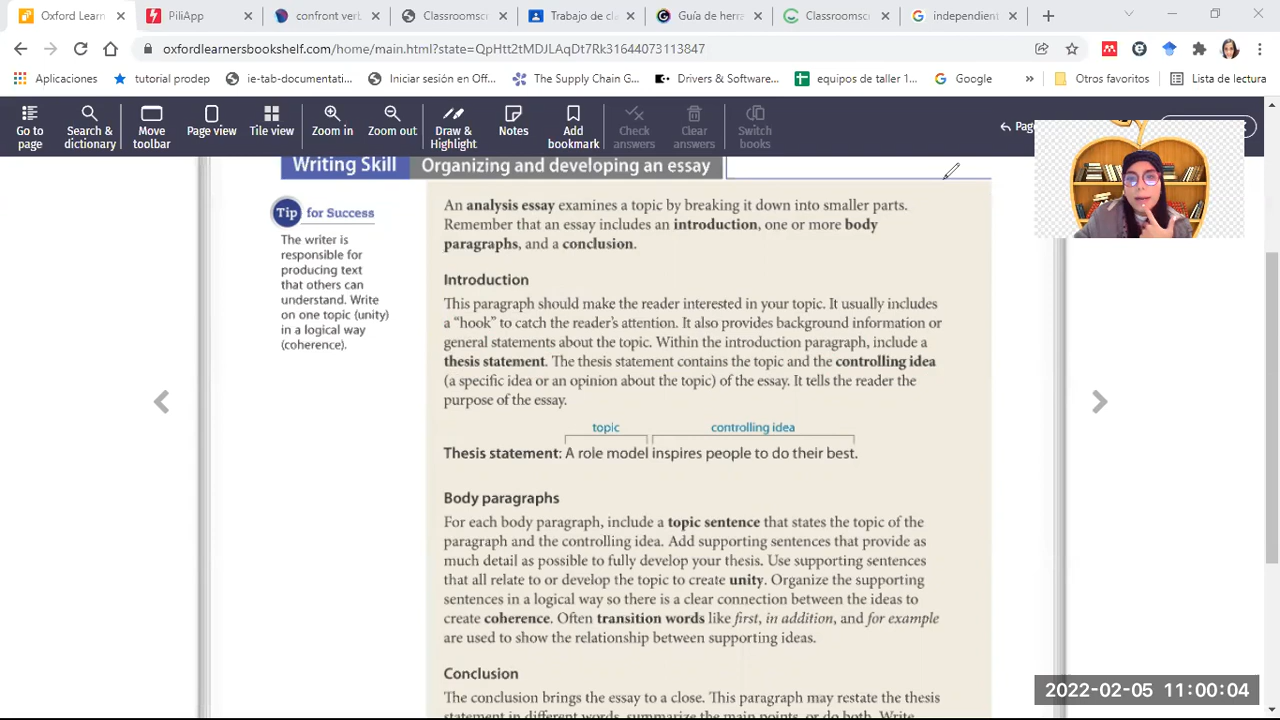 Oxford Learn
PiliApp
confront verb
Classroomscr
Trabajo de cla
Guía de herra
Classroomscr
independient
oxfordlearnersbookshelf.com/home/main.html?state=QpHtt2tMDJLAqDt7Rk31644073113847
Aplicaciones
tutorial prodep
ie-tab-documentati...
Iniciar sesión en Off...
The Supply Chain G...
Drivers & Software...
equipos de taller 1...
Google
»
Otros favoritos
Lista de lectura
Go to
page
Search &
dictionary
Move
toolbar
Page view
Tile view
Zoom in
Zoom out
Draw &
Highlight
Notes
Add
bookmark
Check
answers
Clear
answers
Switch
books
Writing Skill Organizing and developing an essay
Tip for Success
The writer is
responsible for
producing text
that others can
understand. Write
on one topic (unity)
in a logical way
(coherence).
An analysis essay examines a topic by breaking it down into smaller parts.
Remember that an essay includes an introduction, one or more body
paragraphs, and a conclusion.
Introduction
This paragraph should make the reader interested in your topic. It usually includes
a “hook” to catch the reader’s attention. It also provides background information or
general statements about the topic. Within the introduction paragraph, include a
thesis statement. The thesis statement contains the topic and the controlling idea
(a specific idea or an opinion about the topic) of the essay. It tells the reader the
purpose of the essay.
topic controlling idea
Thesis statement: A role model inspires people to do their best.
Body paragraphs
For each body paragraph, include a topic sentence that states the topic of the
paragraph and the controlling idea. Add supporting sentences that provide as
much detail as possible to fully develop your thesis. Use supporting sentences
that all relate to or develop the topic to create unity. Organize the supporting
sentences in a logical way so there is a clear connection between the ideas to
create coherence. Often transition words like first, in addition, and for example
are used to show the relationship between supporting ideas.
Conclusion
The conclusion brings the essay to a close. This paragraph may restate the thesis
statement in different words, summarize the main points, or do both. Write
2022-02-05 11:00:04